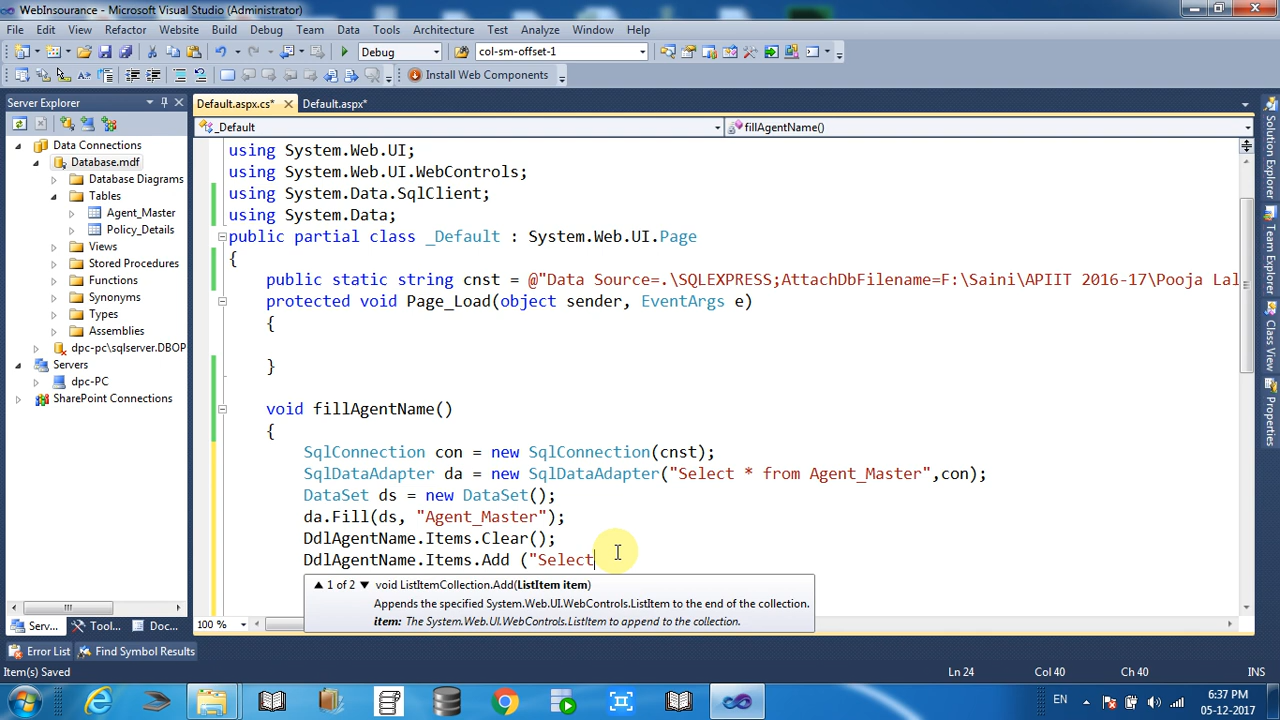 WebInsourance - Microsoft Visual Studio (Administrator)
File Edit View Refactor Website Build Debug Team Data Tools Architecture Test Analyze Window Help
Debug col-sm-offset-1
Install Web Components
Server Explorer
Default.aspx.cs* Default.aspx*
_Default fillAgentName()
Data Connections
Database.mdf
Database Diagrams
Tables
Agent_Master
Policy_Details
Views
Stored Procedures
Functions
Synonyms
Types
Assemblies
dpc-pc\sqlserver.DBOP
Servers
dpc-PC
SharePoint Connections
using System.Web.UI;
using System.Web.UI.WebControls;
using System.Data.SqlClient;
using System.Data;
public partial class _Default : System.Web.UI.Page
{
public static string cnst = @"Data Source=.\SQLEXPRESS;AttachDbFilename=F:\Saini\APIIT 2016-17\Pooja Lal
protected void Page_Load(object sender, EventArgs e)
{
}
void fillAgentName()
{
SqlConnection con = new SqlConnection(cnst);
SqlDataAdapter da = new SqlDataAdapter("Select * from Agent_Master",con);
DataSet ds = new DataSet();
da.Fill(ds, "Agent_Master");
DdlAgentName.Items.Clear();
DdlAgentName.Items.Add ("Select
1 of 2 void ListItemCollection.Add(ListItem item)
Appends the specified System.Web.UI.WebControls.ListItem to the end of the collection.
item: The System.Web.UI.WebControls.ListItem to append to the collection.
100 %
Solution Explorer
Team Explorer
Class View
Properties
Serv... Tool... Doc...
Error List Find Symbol Results
Item(s) Saved Ln 24 Col 40 Ch 40 INS
EN 6:37 PM
05-12-2017